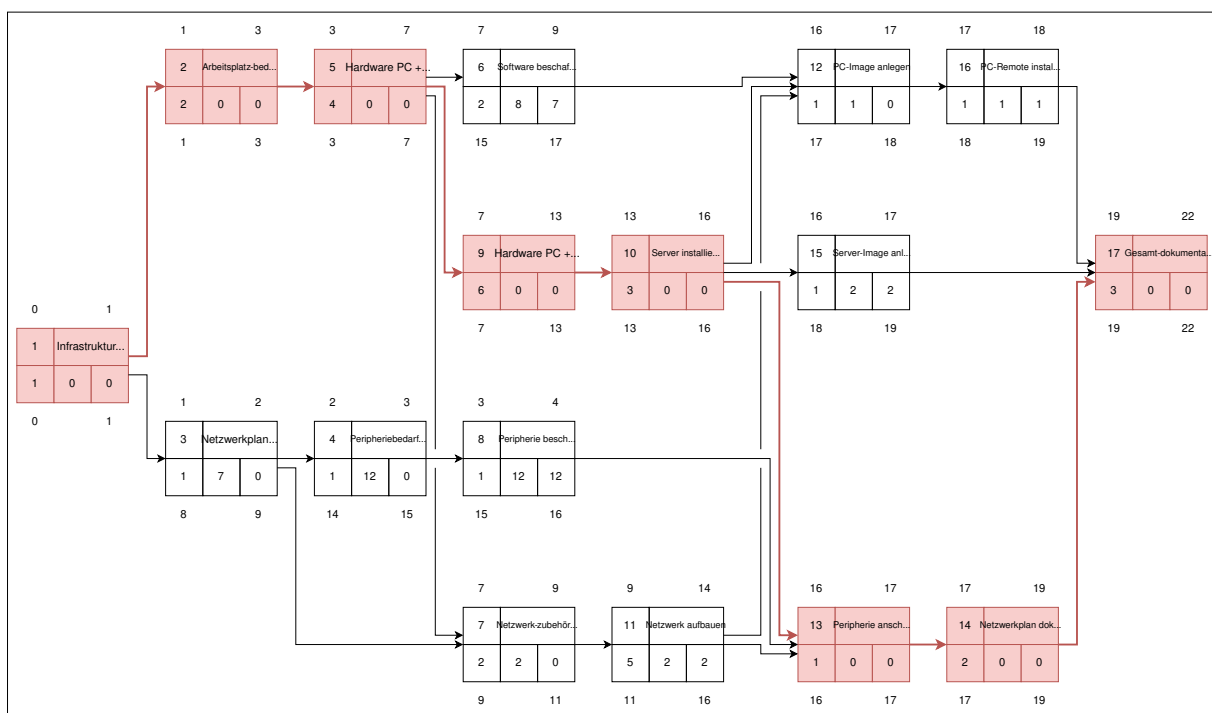 1 3 3 7 7 9 16 17 17 18
2 Arbeitsplatz-bed... 5 Hardware PC +... 6 Software beschaf... 12 PC-Image anlegen 16 PC-Remote instal...
2 0 0 4 0 0 2 8 7 1 1 0 1 1 1
1 3 3 7 15 17 17 18 18 19
7 13 13 16 16 17 19 22
9 Hardware PC +... 10 Server installie... 15 Server-Image anl... 17 Gesamt-dokumenta...
6 0 0 3 0 0 1 2 2 3 0 0
7 13 13 16 18 19 19 22
0 1
1 Infrastruktur...
1 0 0
0 1
1 2 2 3 3 4
3 Netzwerkplan... 4 Peripheriebedarf... 8 Peripherie besch...
1 7 0 1 12 0 1 12 12
8 9 14 15 15 16
7 9 9 14 16 17 17 19
7 Netzwerk-zubehör... 11 Netzwerk aufbauen 13 Peripherie ansch... 14 Netzwerkplan dok...
2 2 0 5 2 2 1 0 0 2 0 0
9 11 11 16 16 17 17 19